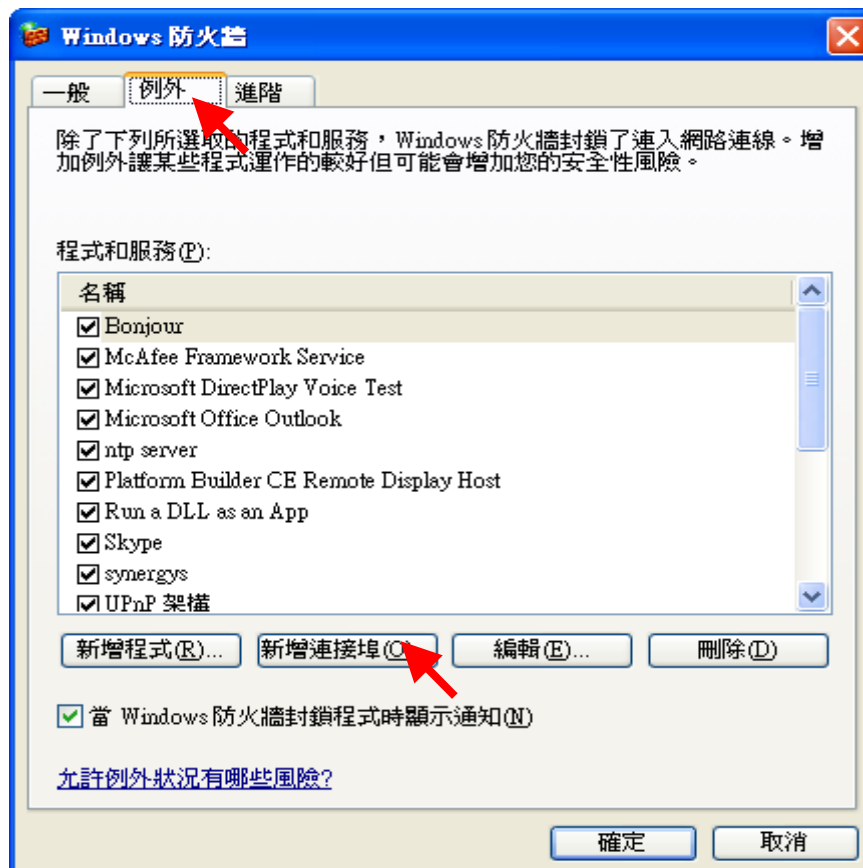 Windows 防火牆
一般 例外 進階
除了下列所選取的程式和服務，Windows 防火牆封鎖了連入網路連線。增
加例外讓某些程式運作的較好但可能會增加您的安全性風險。
程式和服務(P):
名稱
Bonjour
McAfee Framework Service
Microsoft DirectPlay Voice Test
Microsoft Office Outlook
ntp server
Platform Builder CE Remote Display Host
Run a DLL as an App
Skype
synergys
UPnP 架構
新增程式(R)... 新增連接埠(O) 編輯(E)... 刪除(D)
當 Windows 防火牆封鎖程式時顯示通知(N)
允許例外狀況有哪些風險?
確定 取消